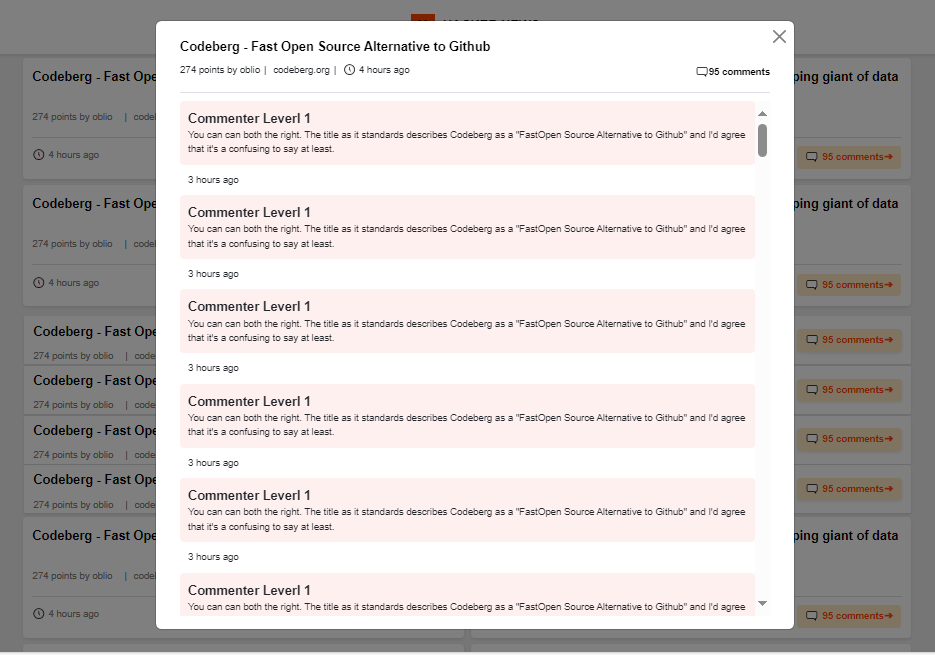 HACKER NEWS
Codeberg - Fast Open Source Alternative to Github
274 points by oblio | codeberg.org | 4 hours ago
95 comments
Commenter Leverl 1
You can can both the right. The title as it standards describes Codeberg as a "FastOpen Source Alternative to Github" and I'd agree
that it's a confusing to say at least.
3 hours ago
Commenter Leverl 1
You can can both the right. The title as it standards describes Codeberg as a "FastOpen Source Alternative to Github" and I'd agree
that it's a confusing to say at least.
3 hours ago
Commenter Leverl 1
You can can both the right. The title as it standards describes Codeberg as a "FastOpen Source Alternative to Github" and I'd agree
that it's a confusing to say at least.
3 hours ago
Commenter Leverl 1
You can can both the right. The title as it standards describes Codeberg as a "FastOpen Source Alternative to Github" and I'd agree
that it's a confusing to say at least.
3 hours ago
Commenter Leverl 1
You can can both the right. The title as it standards describes Codeberg as a "FastOpen Source Alternative to Github" and I'd agree
that it's a confusing to say at least.
3 hours ago
Commenter Leverl 1
You can can both the right. The title as it standards describes Codeberg as a "FastOpen Source Alternative to Github" and I'd agree
Codeberg - Fast Ope
274 points by oblio | codel
4 hours ago
ping giant of data
95 comments➔
Codeberg - Fast Ope
274 points by oblio | codel
4 hours ago
ping giant of data
95 comments➔
Codeberg - Fast Ope
274 points by oblio | code
95 comments➔
Codeberg - Fast Ope
274 points by oblio | code
95 comments➔
Codeberg - Fast Ope
274 points by oblio | code
95 comments➔
Codeberg - Fast Ope
274 points by oblio | code
95 comments➔
Codeberg - Fast Ope
274 points by oblio | codel
4 hours ago
ping giant of data
95 comments➔